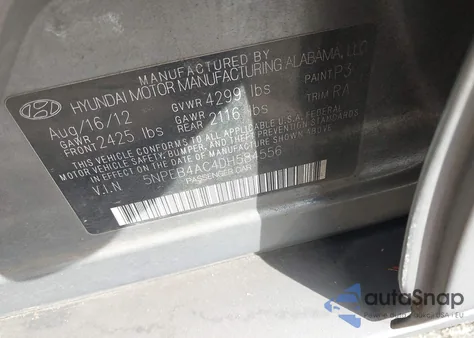 MANUFACTURED BY
HYUNDAI MOTOR MANUFACTURING ALABAMA, LLC
Aug/16/12 GVWR 4299 lbs PAINT P3
GAWR FRONT 2425 lbs GAWR REAR 2116 lbs TRIM RA
THIS VEHICLE CONFORMS TO ALL APPLICABLE U.S. FEDERAL
MOTOR VEHICLE SAFETY, BUMPER, AND THEFT PREVENTION
STANDARDS IN EFFECT ON THE DATE OF MANUFACTURE SHOWN ABOVE.
V.I.N 5NPEB4AC4DH584556
PASSENGER CAR
autoSnap